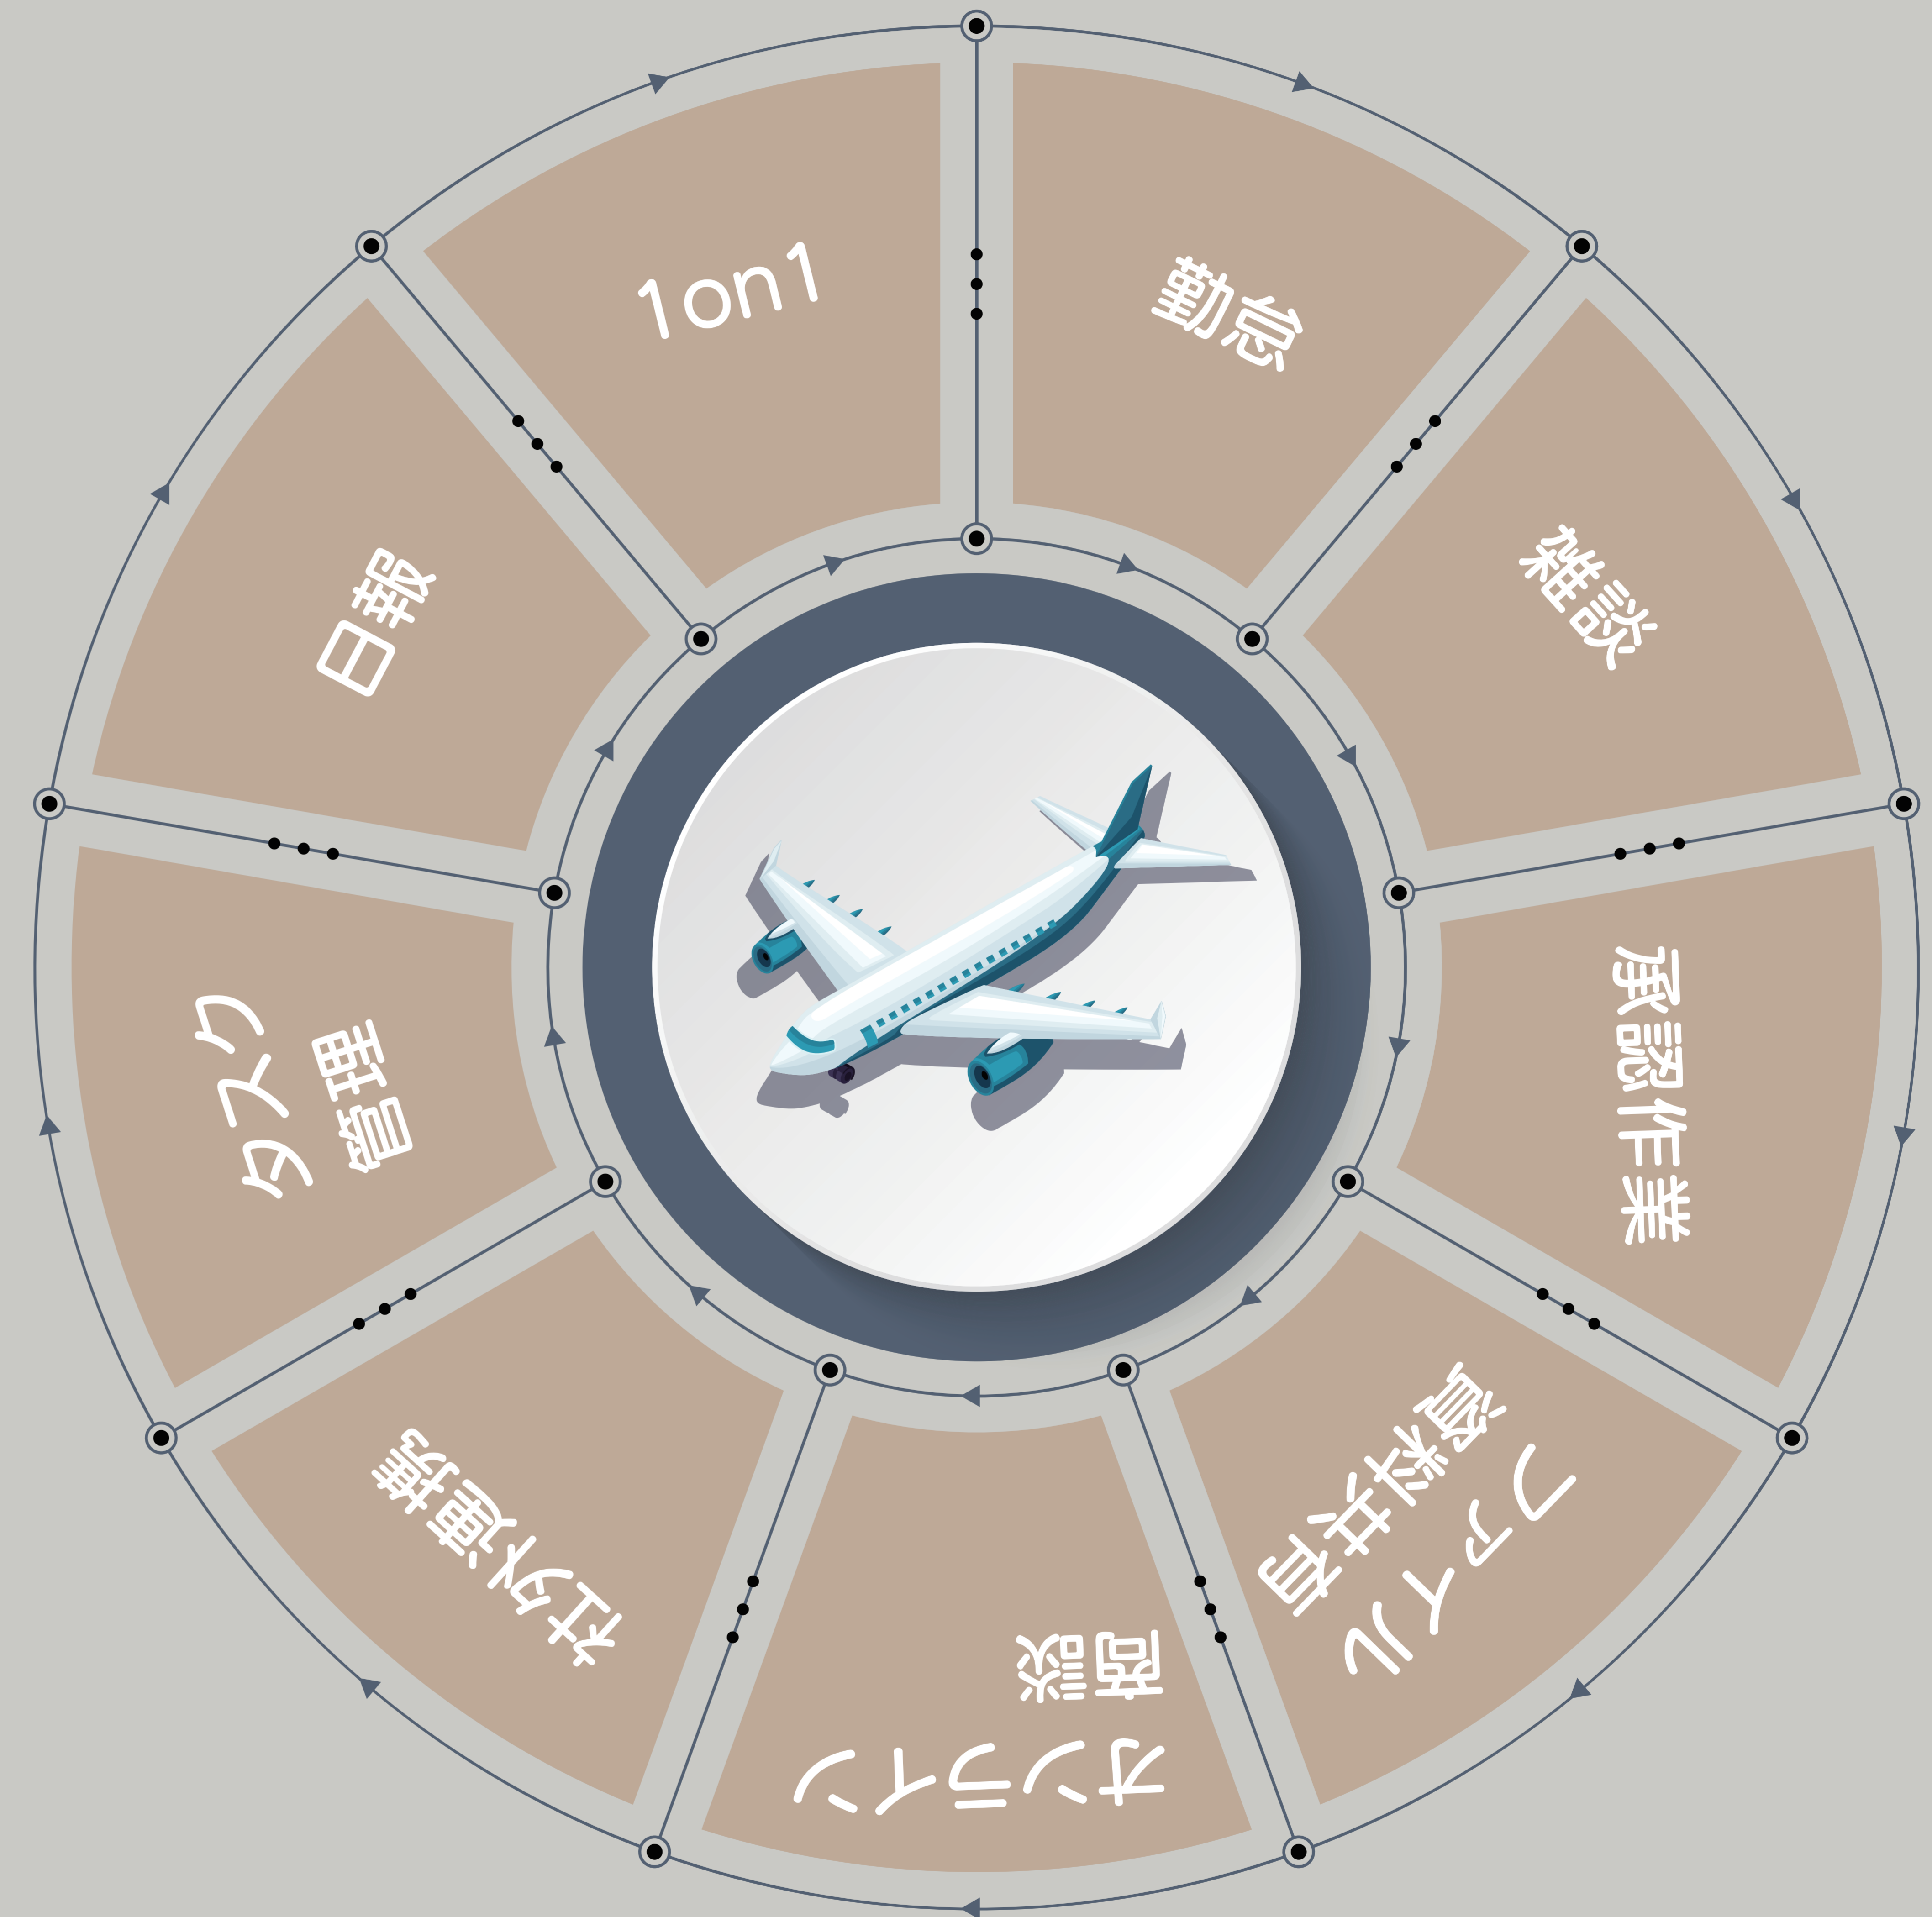 1on1
勤怠
雑談
承認作業
ファイル
資料共有
オンライン
商談
社外連携
タスク
管理
日報